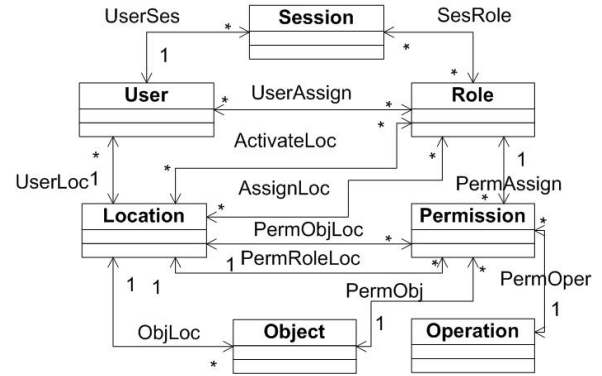 UserSes
Session
SesRole
1
*
*
*
User
UserAssign
Role
*
*
*
*
*
ActivateLoc
*
1
UserLoc
1
AssignLoc
PermAssign
*
*
*
Location
PermObjLoc
Permission
*
*
PermRoleLoc
1
*
*
1
1
PermObj
PermOper
ObjLoc
Object
1
Operation
1
*